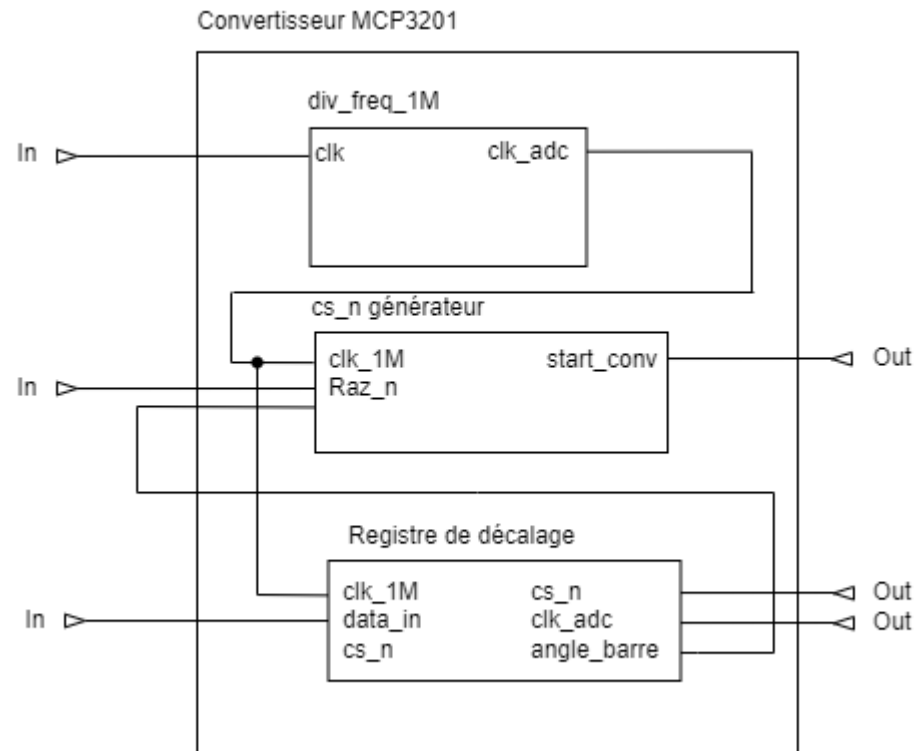 Convertisseur MCP3201
div_freq_1M
In clk clk_adc
cs_n générateur
clk_1M start_conv Out
In Raz_n
Registre de décalage
clk_1M cs_n Out
In data_in clk_adc Out
cs_n angle_barre